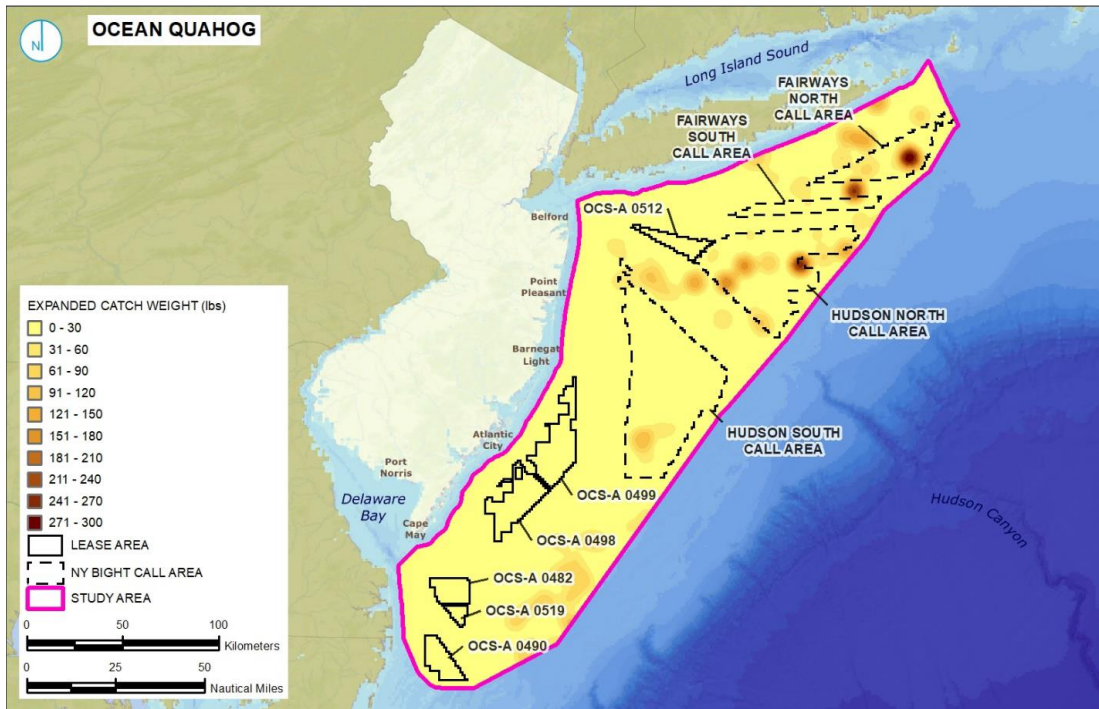 N
OCEAN QUAHOG
Long Island Sound
FAIRWAYS
NORTH
CALL AREA
FAIRWAYS
SOUTH
CALL AREA
OCS-A 0512
Belford
Point
Pleasant
HUDSON NORTH
CALL AREA
Barnegat
Light
HUDSON SOUTH
CALL AREA
Atlantic
City
Port
Norris
OCS-A 0499
Delaware
Bay
Hudson Canyon
Cape
May
OCS-A 0498
OCS-A 0482
OCS-A 0519
OCS-A 0490
EXPANDED CATCH WEIGHT (lbs)
0 - 30
31 - 60
61 - 90
91 - 120
121 - 150
151 - 180
181 - 210
211 - 240
241 - 270
271 - 300
LEASE AREA
NY BIGHT CALL AREA
STUDY AREA
0 50 100
Kilometers
0 25 50
Nautical Miles